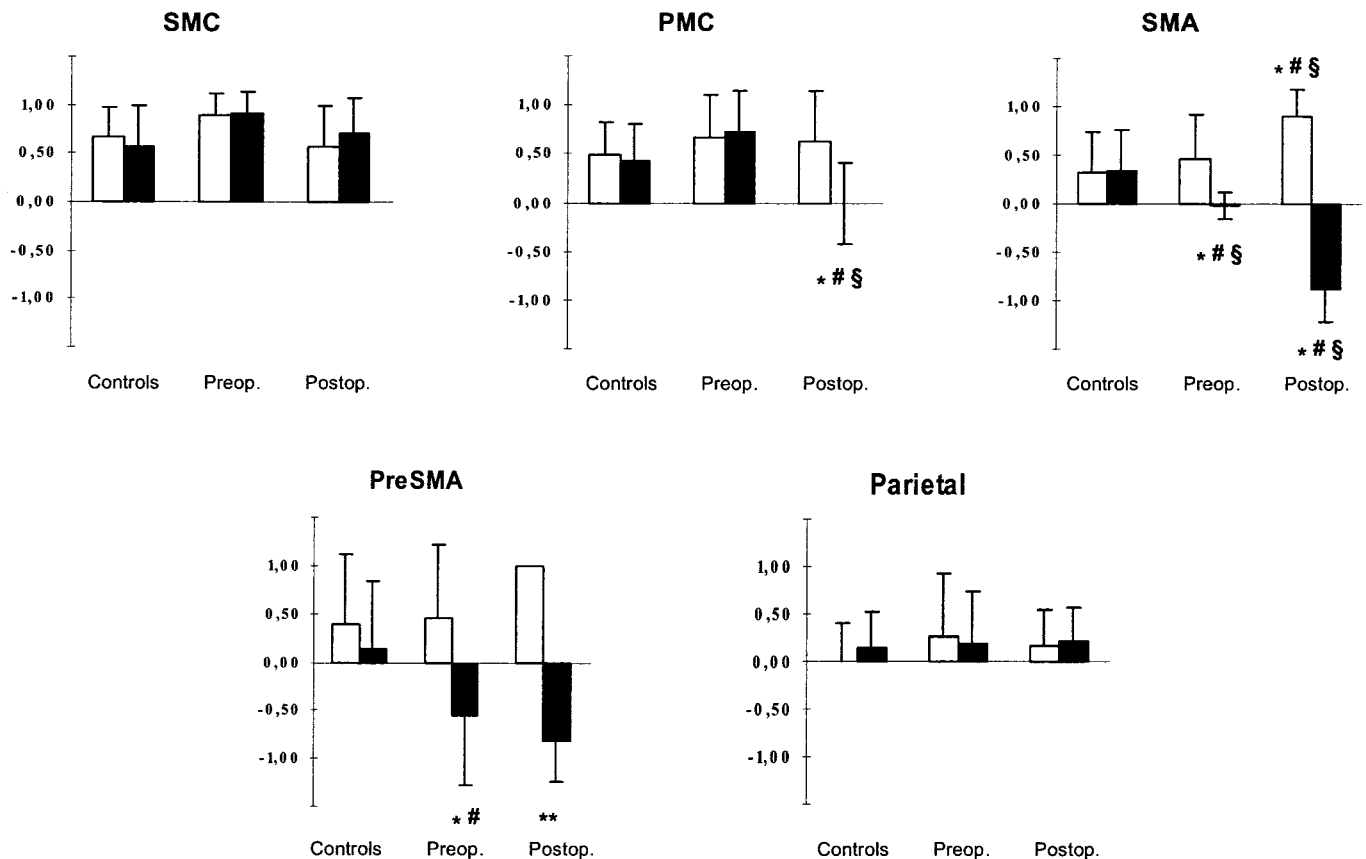 SMC
1,00
0,50
0,00
-0,50
-1,00
Controls Preop. Postop.
PMC
1,00
0,50
0,00
-0,50
-1,00
* # §
Controls Preop. Postop.
SMA
* # §
1,00
0,50
0,00
-0,50
* # §
-1,00
* # §
Controls Preop. Postop.
PreSMA
1,00
0,50
0,00
-0,50
-1,00
* # **
Controls Preop. Postop.
Parietal
1,00
0,50
0,00
-0,50
-1,00
Controls Preop. Postop.